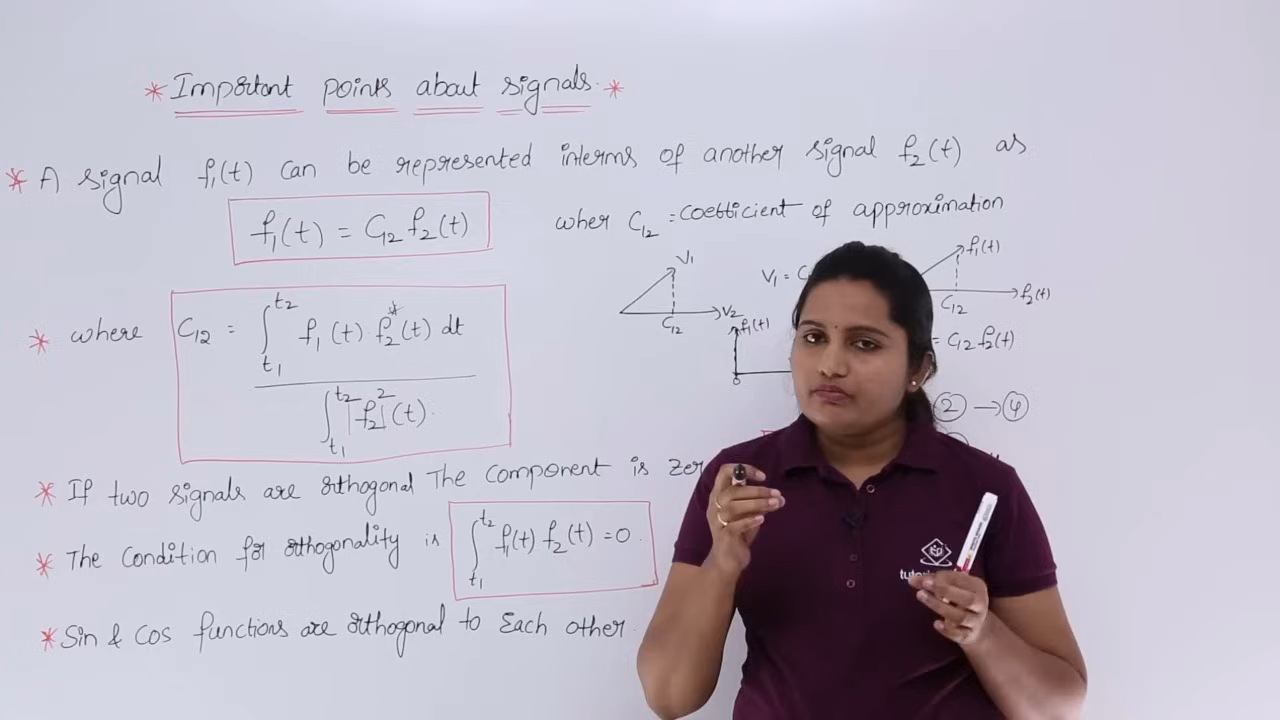 * Important points about signals. *
* A signal f₁(t) can be represented interms of another signal f₂(t) as
f₁(t) = C₁₂ f₂(t)
wher C₁₂ = coefficient of approximation
V₁
V₂
C₁₂
V₁ = C
f₁(t)
f₂(t)
C₁₂
f₁(t)
= C₁₂ f₂(t)
* where C₁₂ = ∫ₜ₁^t₂ f₁(t) f₂*(t) dt
∫ₜ₁^t₂ |f₂|²(t).
② → ④
* If two signals are orthogonal The component is
* The condition for orthogonality is ∫ₜ₁^t₂ f₁(t) f₂(t) = 0.
* Sin & Cos functions are orthogonal to Each other.